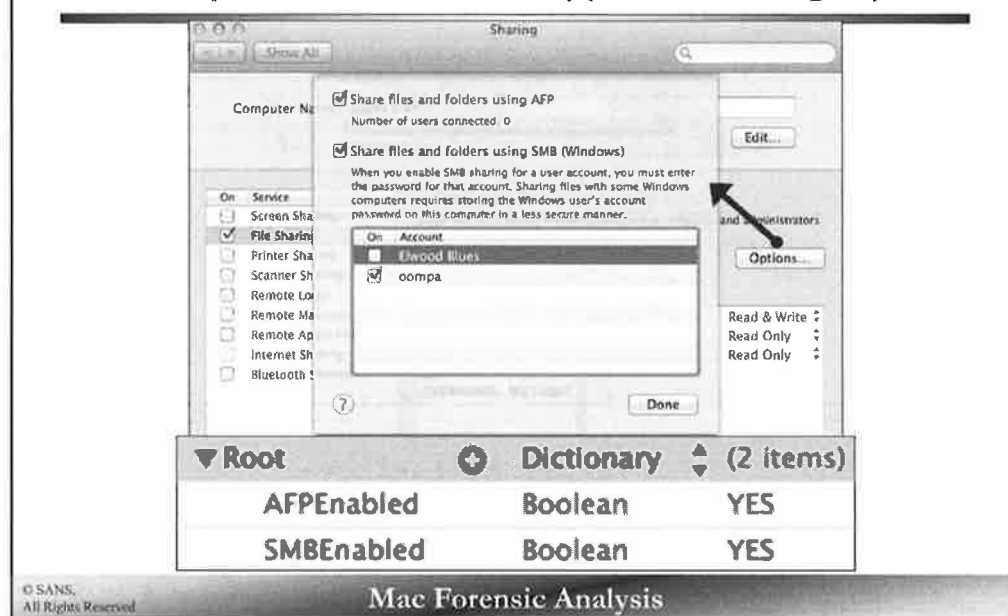 Sharing
Show All
Computer Na
Edit...
Share files and folders using AFP
Number of users connected: 0
Share files and folders using SMB (Windows)
When you enable SMB sharing for a user account, you must enter
the password for that account. Sharing files with some Windows
computers requires storing the Windows user's account
password on this computer in a less secure manner.
On Account
Elwood Blues
oompa
On Service
Screen Sha
File Sharing
Printer Sha
Scanner Sh
Remote Lo
Remote Ma
Remote Ap
Internet Sh
Bluetooth S
and administrators
Options...
Read & Write
Read Only
Read Only
?
Done
Root Dictionary (2 items)
AFPEnabled Boolean YES
SMBEnabled Boolean YES
© SANS,
All Rights Reserved
Mac Forensic Analysis